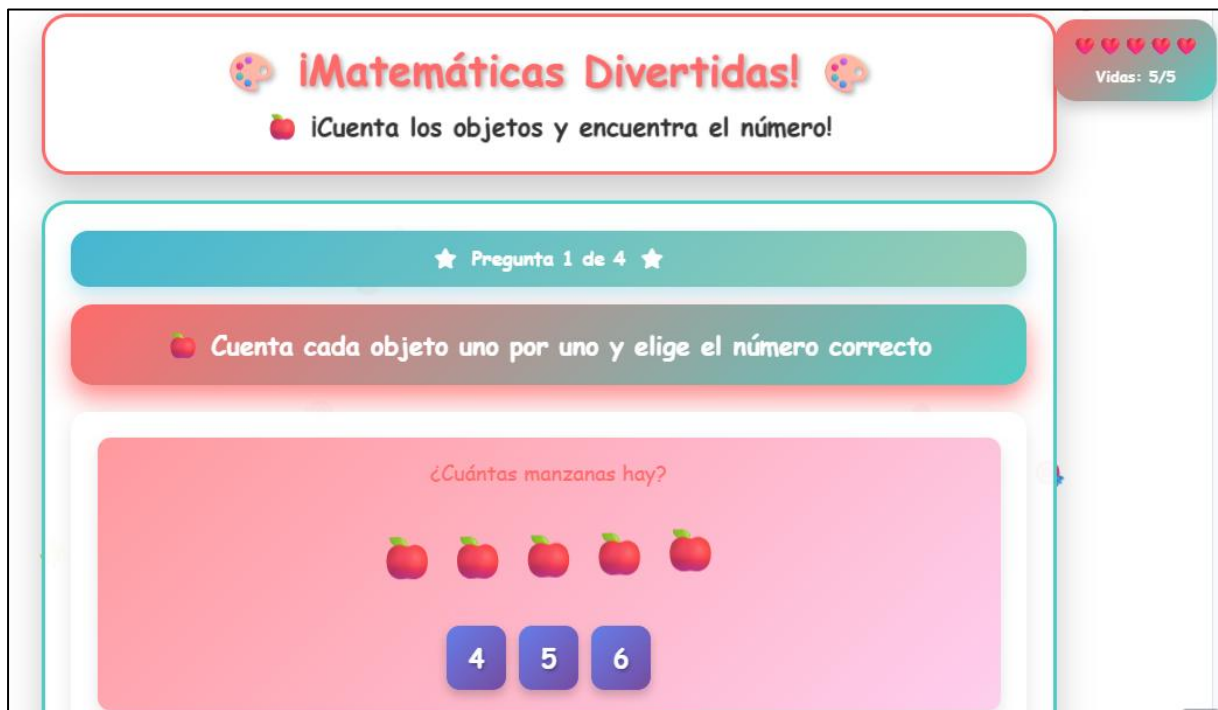 ¡Matemáticas Divertidas!
Vidas: 5/5
¡Cuenta los objetos y encuentra el número!
Pregunta 1 de 4
Cuenta cada objeto uno por uno y elige el número correcto
¿Cuántas manzanas hay?
4 5 6